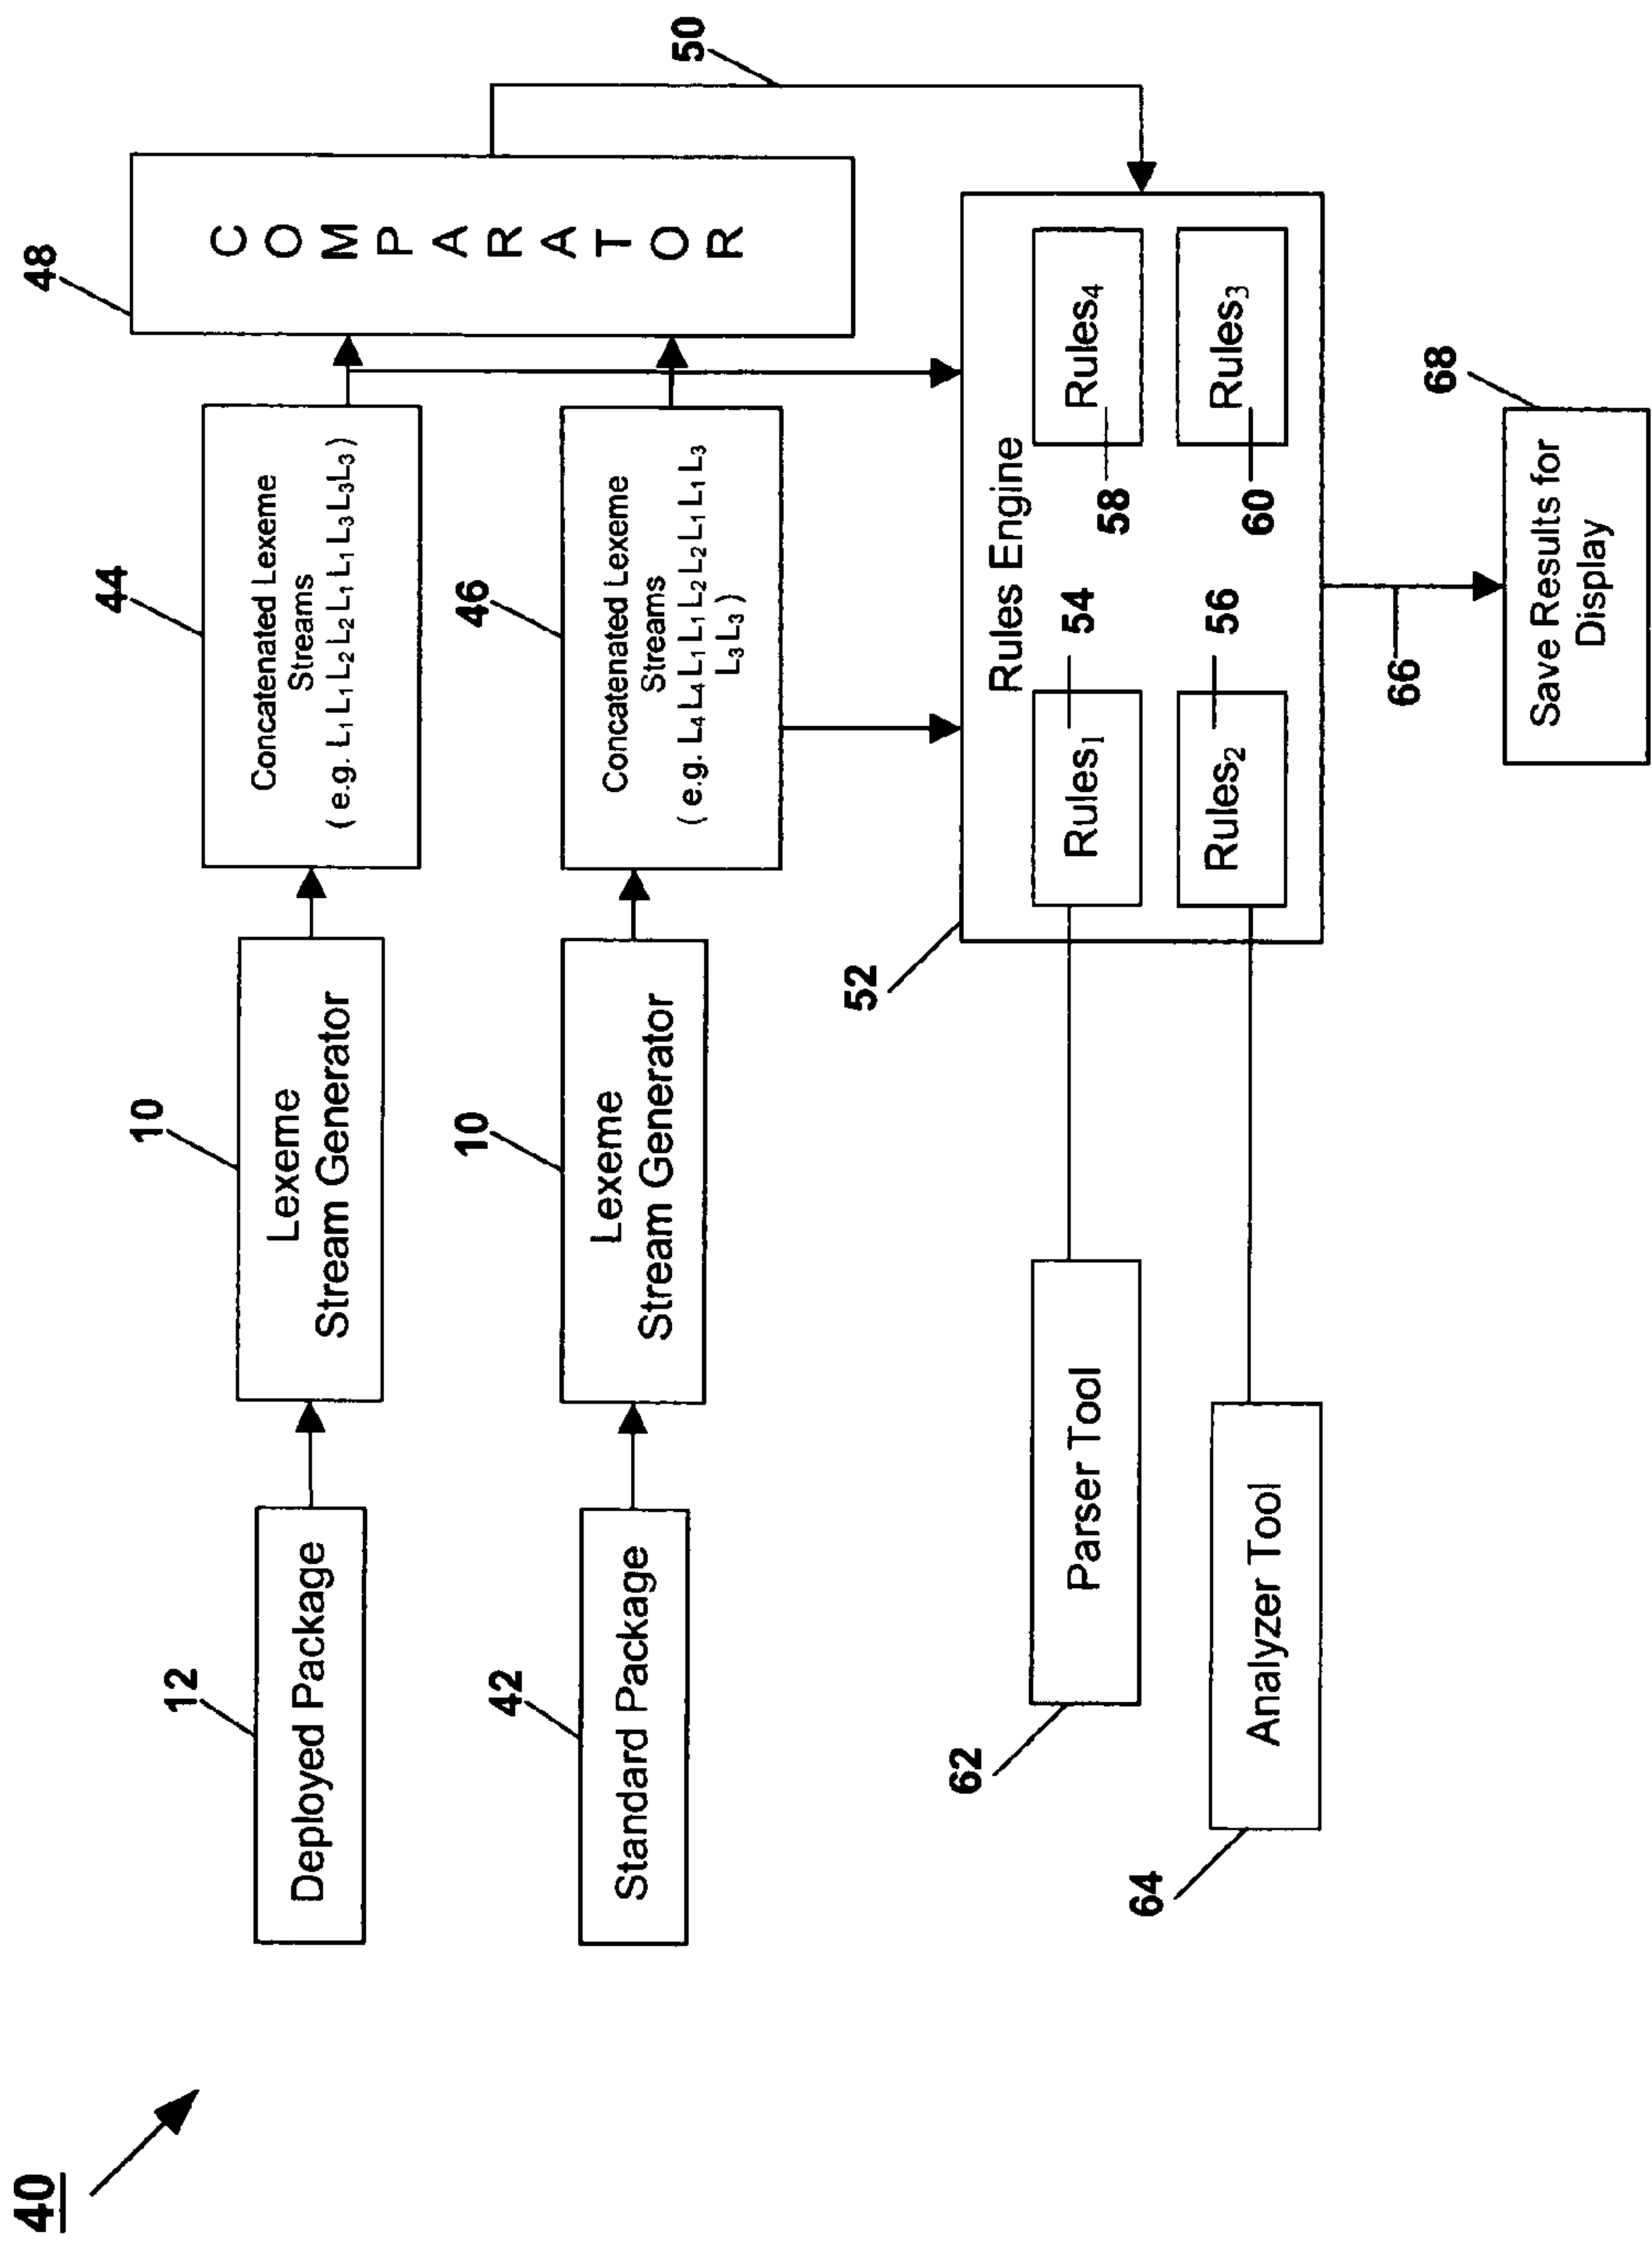 40
12
Deployed Package
10
Lexeme
Stream Generator
44
Concatenated Lexeme
Streams
( e.g. L₁ L₁ L₂ L₂ L₁ L₁ L₃ L₃ L₃ )
48
C
O
M
P
A
R
A
T
O
R
42
Standard Package
10
Lexeme
Stream Generator
46
Concatenated Lexeme
Streams
( e.g. L₄ L₄ L₁ L₁ L₂ L₂ L₁ L₁ L₃
L₃ L₃ )
50
52
Rules Engine
Rules₁
54
58
Rules₄
Rules₂
56
60
Rules₃
62
Parser Tool
64
Analyzer Tool
66
68
Save Results for
Display